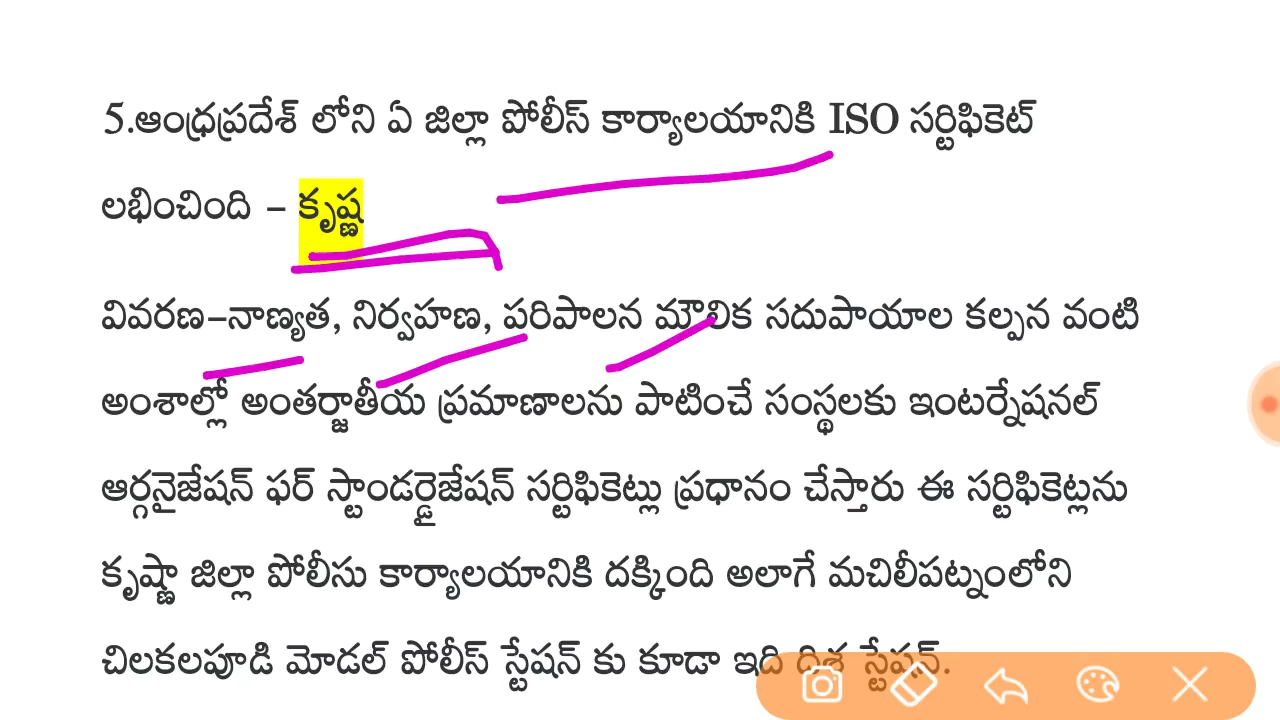 5.ఆంధ్రప్రదేశ్ లోని ఏ జిల్లా పోలీస్ కార్యాలయానికి ISO సర్టిఫికెట్
లభించింది – కృష్ణ
వివరణ–నాణ్యత, నిర్వహణ, పరిపాలన మౌలిక సదుపాయాల కల్పన వంటి
అంశాల్లో అంతర్జాతీయ ప్రమాణాలను పాటించే సంస్థలకు ఇంటర్నేషనల్
ఆర్గనైజేషన్ ఫర్ స్టాండర్డైజేషన్ సర్టిఫికెట్లు ప్రధానం చేస్తారు ఈ సర్టిఫికెట్లను
కృష్ణా జిల్లా పోలీసు కార్యాలయానికి దక్కింది అలాగే మచిలీపట్నంలోని
చిలకలపూడి మోడల్ పోలీస్ స్టేషన్ కు కూడా ఇది దిశ స్టేషన్.